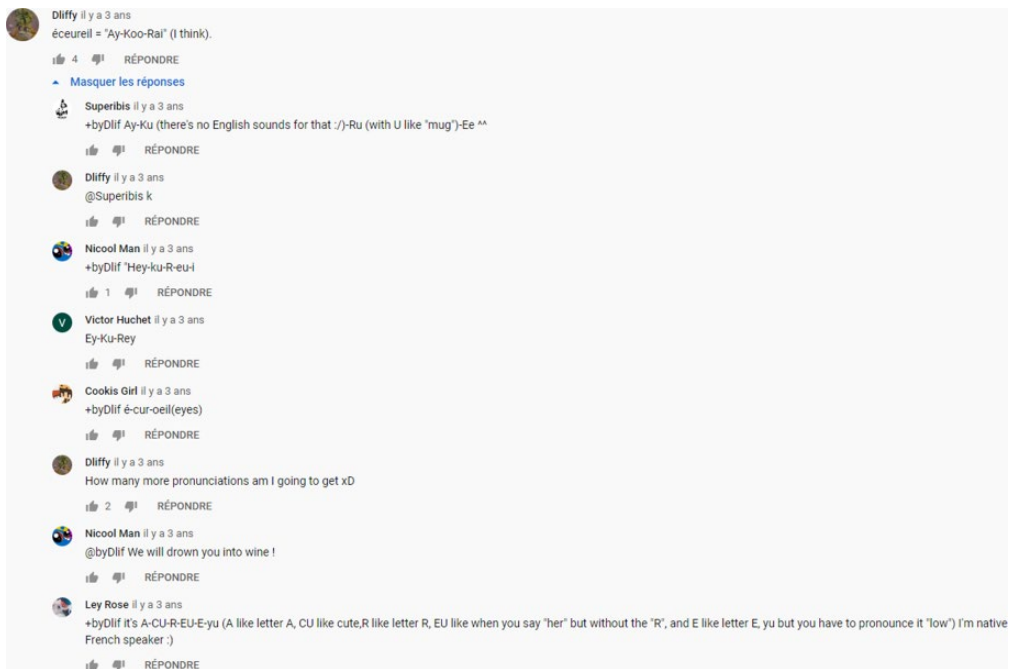 Dliffy il y a 3 ans
éceureil = "Ay-Koo-Rai" (I think).
4 RÉPONDRE
Masquer les réponses
Superibis il y a 3 ans
+byDlif Ay-Ku (there's no English sounds for that :/)-Ru (with U like "mug")-Ee ^^
RÉPONDRE
Dliffy il y a 3 ans
@Superibis k
RÉPONDRE
Nicool Man il y a 3 ans
+byDlif "Hey-ku-R-eu-i
1 RÉPONDRE
V
Victor Huchet il y a 3 ans
Ey-Ku-Rey
RÉPONDRE
Cookis Girl il y a 3 ans
+byDlif é-cur-oeil(eyes)
RÉPONDRE
Dliffy il y a 3 ans
How many more pronunciations am I going to get xD
2 RÉPONDRE
Nicool Man il y a 3 ans
@byDlif We will drown you into wine !
RÉPONDRE
Ley Rose il y a 3 ans
+byDlif it's A-CU-R-EU-E-yu (A like letter A, CU like cute,R like letter R, EU like when you say "her" but without the "R", and E like letter E, yu but you have to pronounce it "low") I'm native
French speaker :)
RÉPONDRE